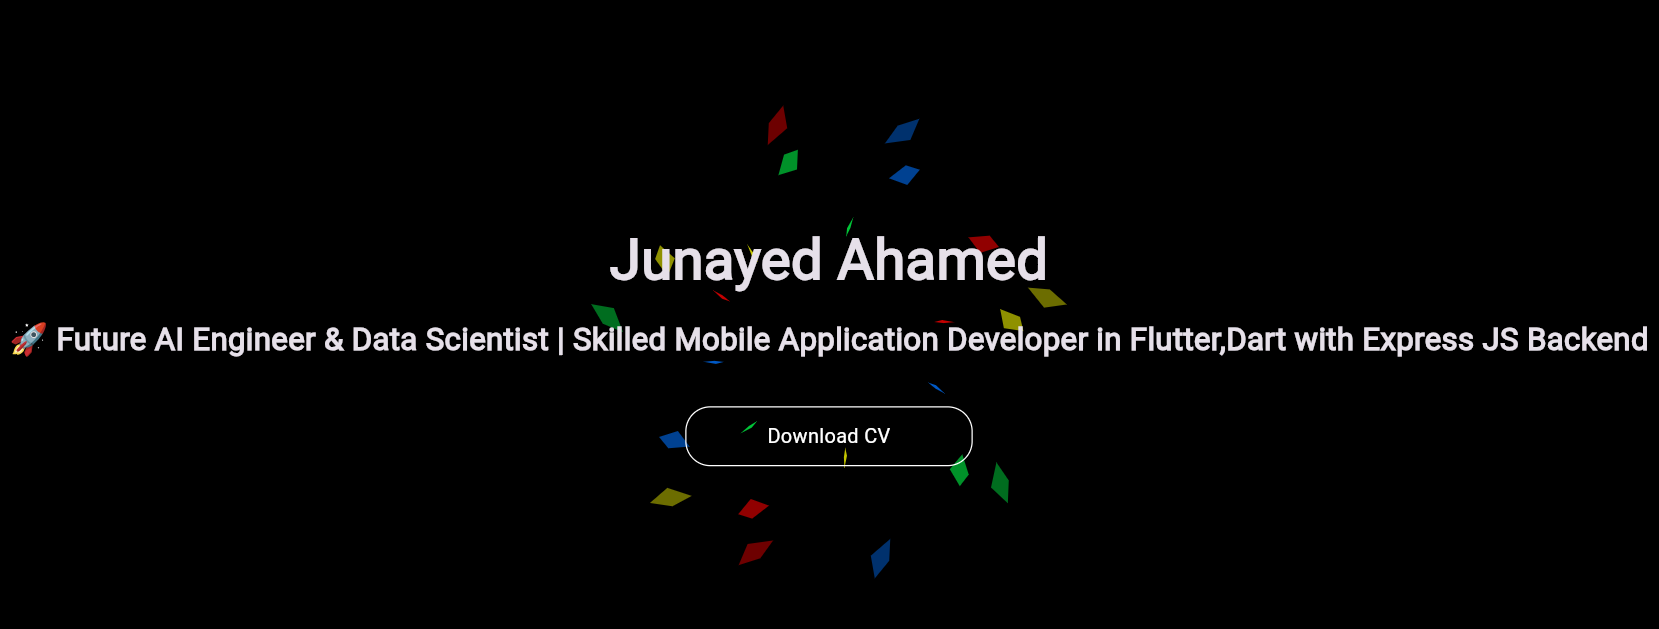 Junayed Ahamed
🚀 Future AI Engineer & Data Scientist | Skilled Mobile Application Developer in Flutter,Dart with Express JS Backend
Download CV